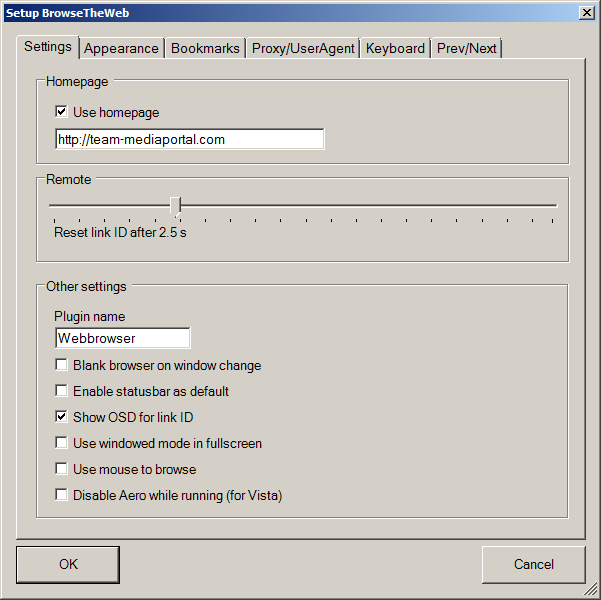 Setup BrowseTheWeb
Settings Appearance Bookmarks Proxy/UserAgent Keyboard Prev/Next
Homepage
Use homepage
http://team-mediaportal.com
Remote
Reset link ID after 2.5 s
Other settings
Plugin name
Webbrowser
Blank browser on window change
Enable statusbar as default
Show OSD for link ID
Use windowed mode in fullscreen
Use mouse to browse
Disable Aero while running (for Vista)
OK Cancel